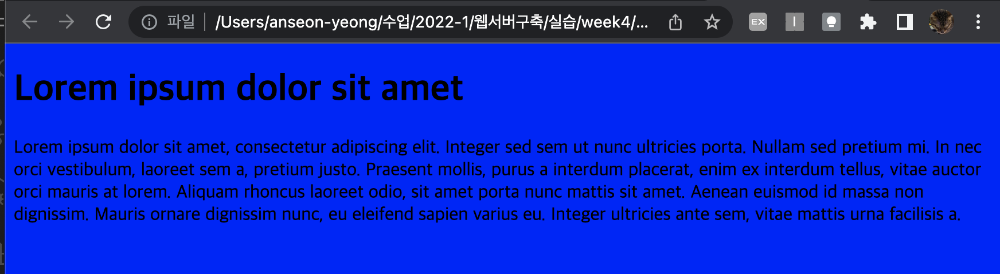 파일 /Users/anseon-yeong/수업/2022-1/웹서버구축/실습/week4/...
EX
Lorem ipsum dolor sit amet
Lorem ipsum dolor sit amet, consectetur adipiscing elit. Integer sed sem ut nunc ultricies porta. Nullam sed pretium mi. In nec
orci vestibulum, laoreet sem a, pretium justo. Praesent mollis, purus a interdum placerat, enim ex interdum tellus, vitae auctor
orci mauris at lorem. Aliquam rhoncus laoreet odio, sit amet porta nunc mattis sit amet. Aenean euismod id massa non
dignissim. Mauris ornare dignissim nunc, eu eleifend sapien varius eu. Integer ultricies ante sem, vitae mattis urna facilisis a.